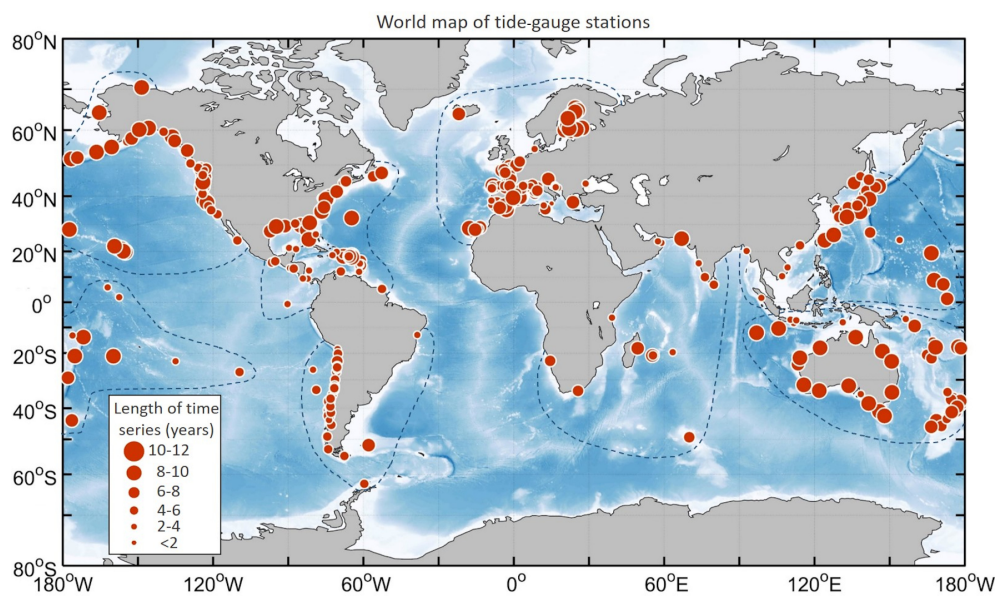 World map of tide-gauge stations
80°N
60°N
40°N
20°N
0°
20°S
40°S
60°S
80°S
Length of time
series (years)
10-12
8-10
6-8
4-6
2-4
<2
180°W
120°W
60°W
0°
60°E
120°E
180°W